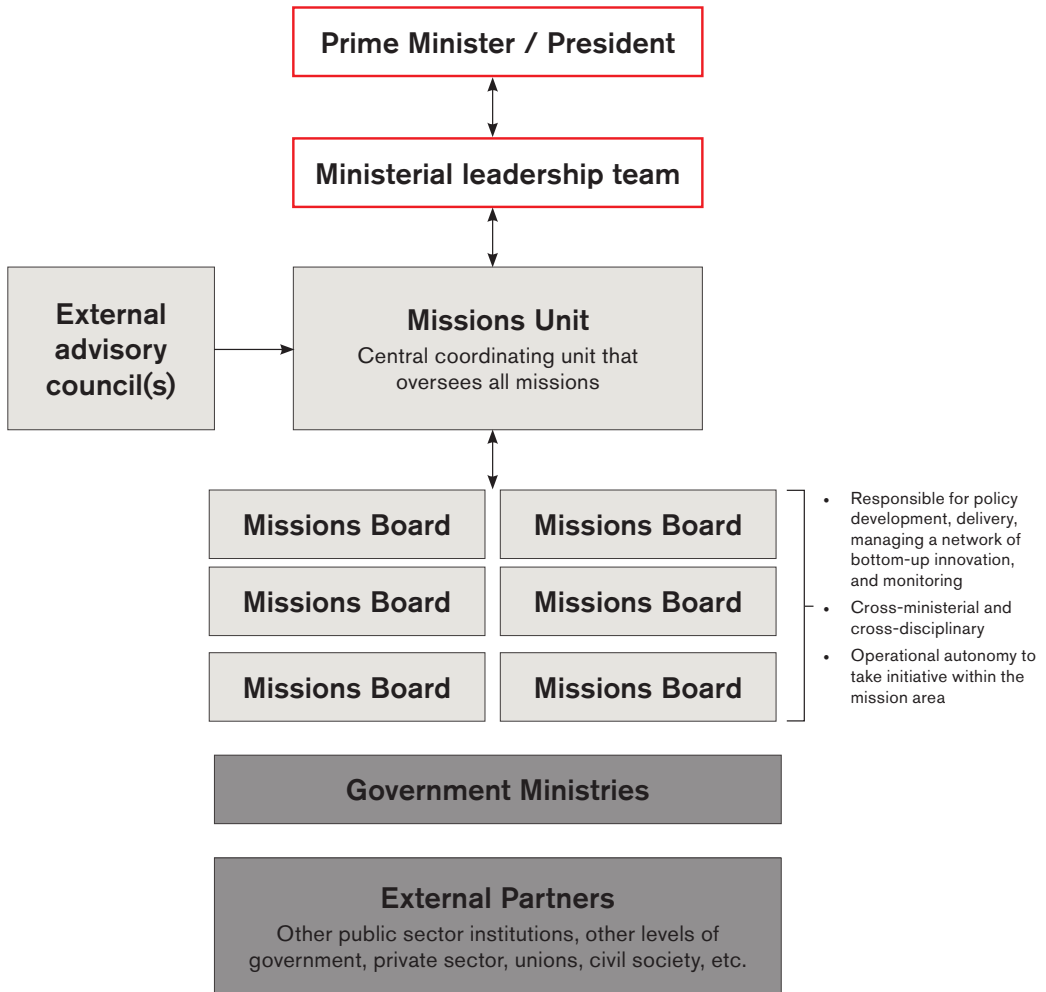 Prime Minister / President
Ministerial leadership team
External
advisory
council(s)
Missions Unit
Central coordinating unit that
oversees all missions
Missions Board
Missions Board
Missions Board
Missions Board
Missions Board
Missions Board
• Responsible for policy
development, delivery,
managing a network of
bottom-up innovation,
and monitoring
• Cross-ministerial and
cross-disciplinary
• Operational autonomy to
take initiative within the
mission area
Government Ministries
External Partners
Other public sector institutions, other levels of
government, private sector, unions, civil society, etc.